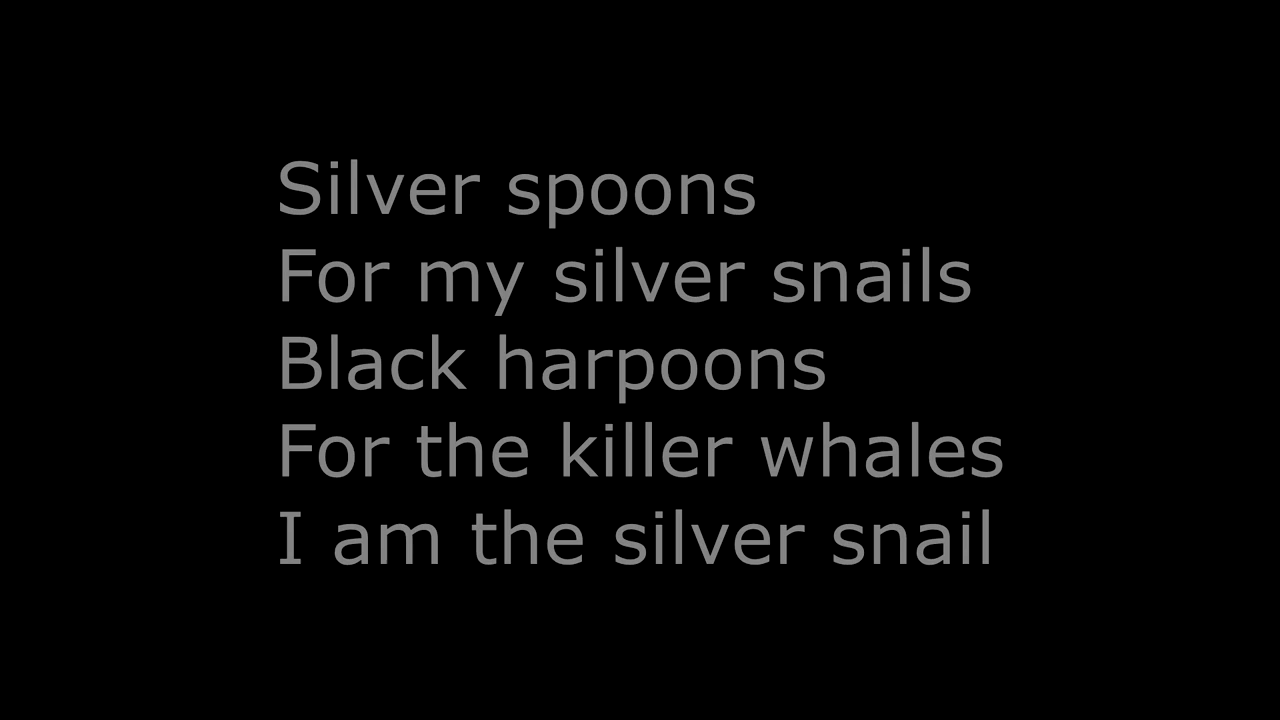 Silver spoons
For my silver snails
Black harpoons
For the killer whales
I am the silver snail